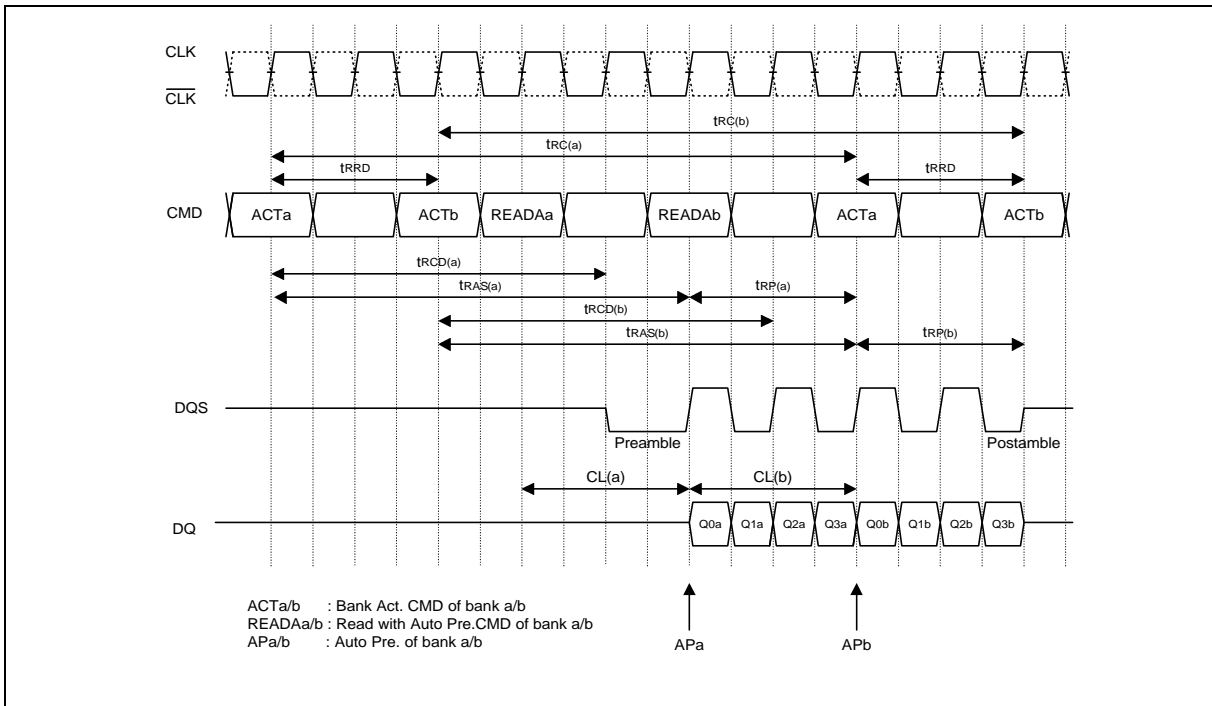 CLK
CLK
tRC(b)
tRC(a)
tRRD tRRD
CMD ACTa ACTb READAa READAb ACTa ACTb
tRCD(a)
tRAS(a) tRP(a)
tRCD(b)
tRAS(b) tRP(b)
DQS
Preamble Postamble
CL(a) CL(b)
DQ Q0a Q1a Q2a Q3a Q0b Q1b Q2b Q3b
ACTa/b : Bank Act. CMD of bank a/b
READAa/b : Read with Auto Pre.CMD of bank a/b
APa/b : Auto Pre. of bank a/b
APa APb